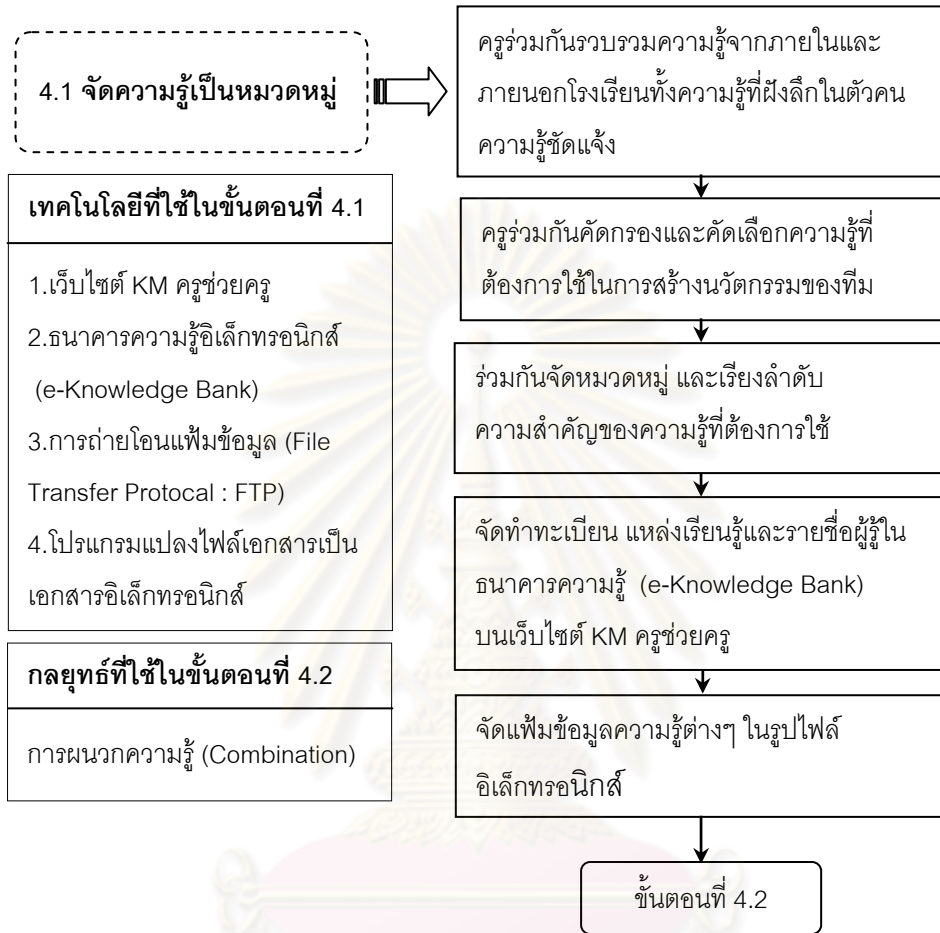 4.1 จัดความรู้เป็นหมวดหมู่
ครูร่วมกันรวบรวมความรู้จากภายในและ
ภายนอกโรงเรียนทั้งความรู้ที่ฝังลึกในตัวคน
ความรู้ชัดแจ้ง
เทคโนโลยีที่ใช้ในขั้นตอนที่ 4.1
1.เว็บไซต์ KM ครูช่วยครู
2.ธนาคารความรู้อิเล็กทรอนิกส์
(e-Knowledge Bank)
3.การถ่ายโอนแฟ้มข้อมูล (File
Transfer Protocal : FTP)
4.โปรแกรมแปลงไฟล์เอกสารเป็น
เอกสารอิเล็กทรอนิกส์
กลยุทธ์ที่ใช้ในขั้นตอนที่ 4.2
การผนวกความรู้ (Combination)
ครูร่วมกันคัดกรองและคัดเลือกความรู้ที่
ต้องการใช้ในการสร้างนวัตกรรมของทีม
ร่วมกันจัดหมวดหมู่ และเรียงลำดับ
ความสำคัญของความรู้ที่ต้องการใช้
จัดทำทะเบียน แหล่งเรียนรู้และรายชื่อผู้รู้ใน
ธนาคารความรู้ (e-Knowledge Bank)
บนเว็บไซต์ KM ครูช่วยครู
จัดแฟ้มข้อมูลความรู้ต่างๆ ในรูปไฟล์
อิเล็กทรอนิกส์
ขั้นตอนที่ 4.2